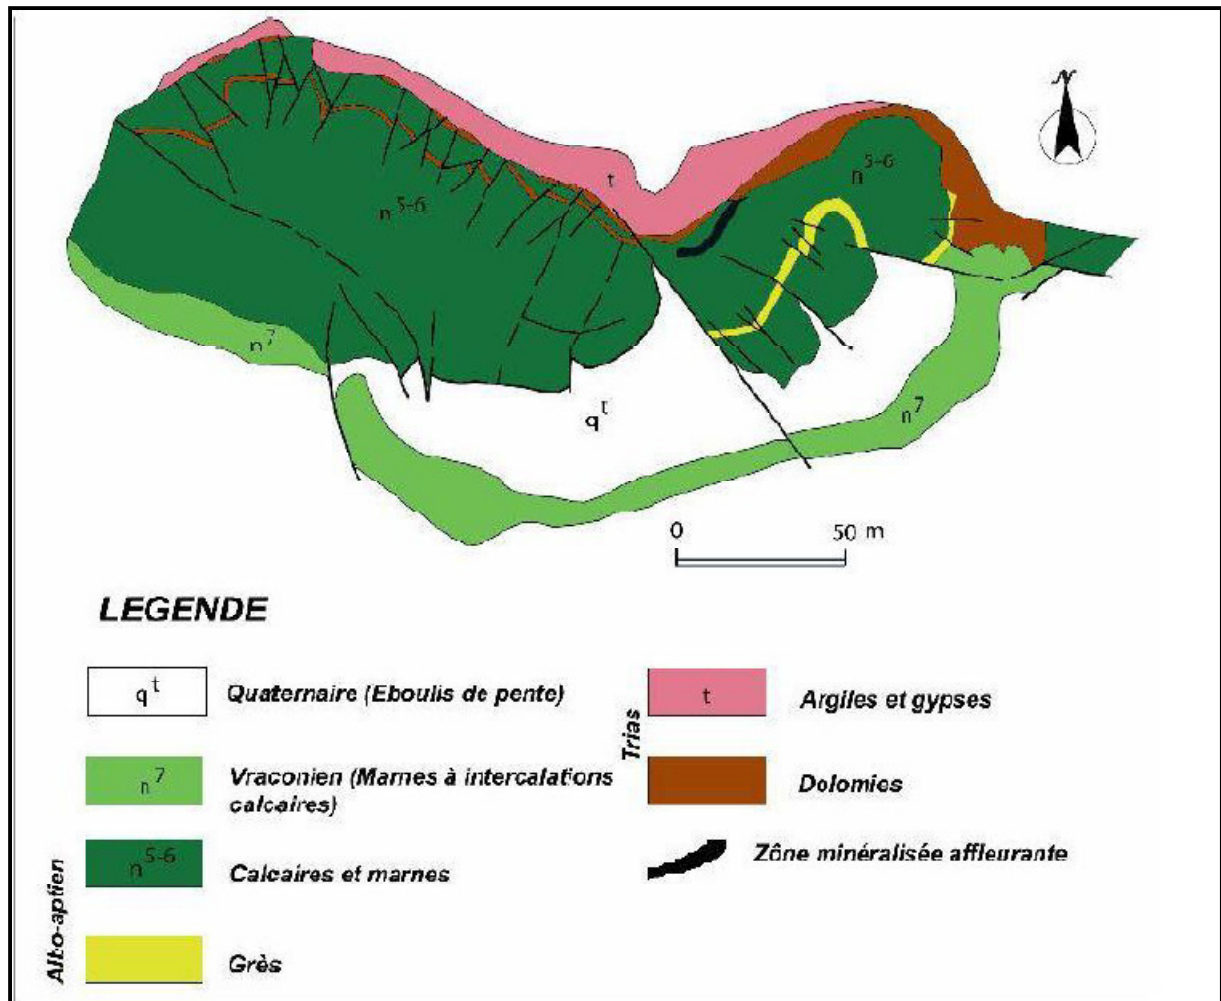 N
n5-6
t
n5-6
n7
qt
n7
0 50 m
LEGENDE
qt Quaternaire (Eboulis de pente)
n7 Vraconien (Marnes à intercalations
calcaires)
n5-6 Calcaires et marnes
Grès
Albo-aptien
t Argiles et gypses
Dolomies
Trias
Zône minéralisée affleurante